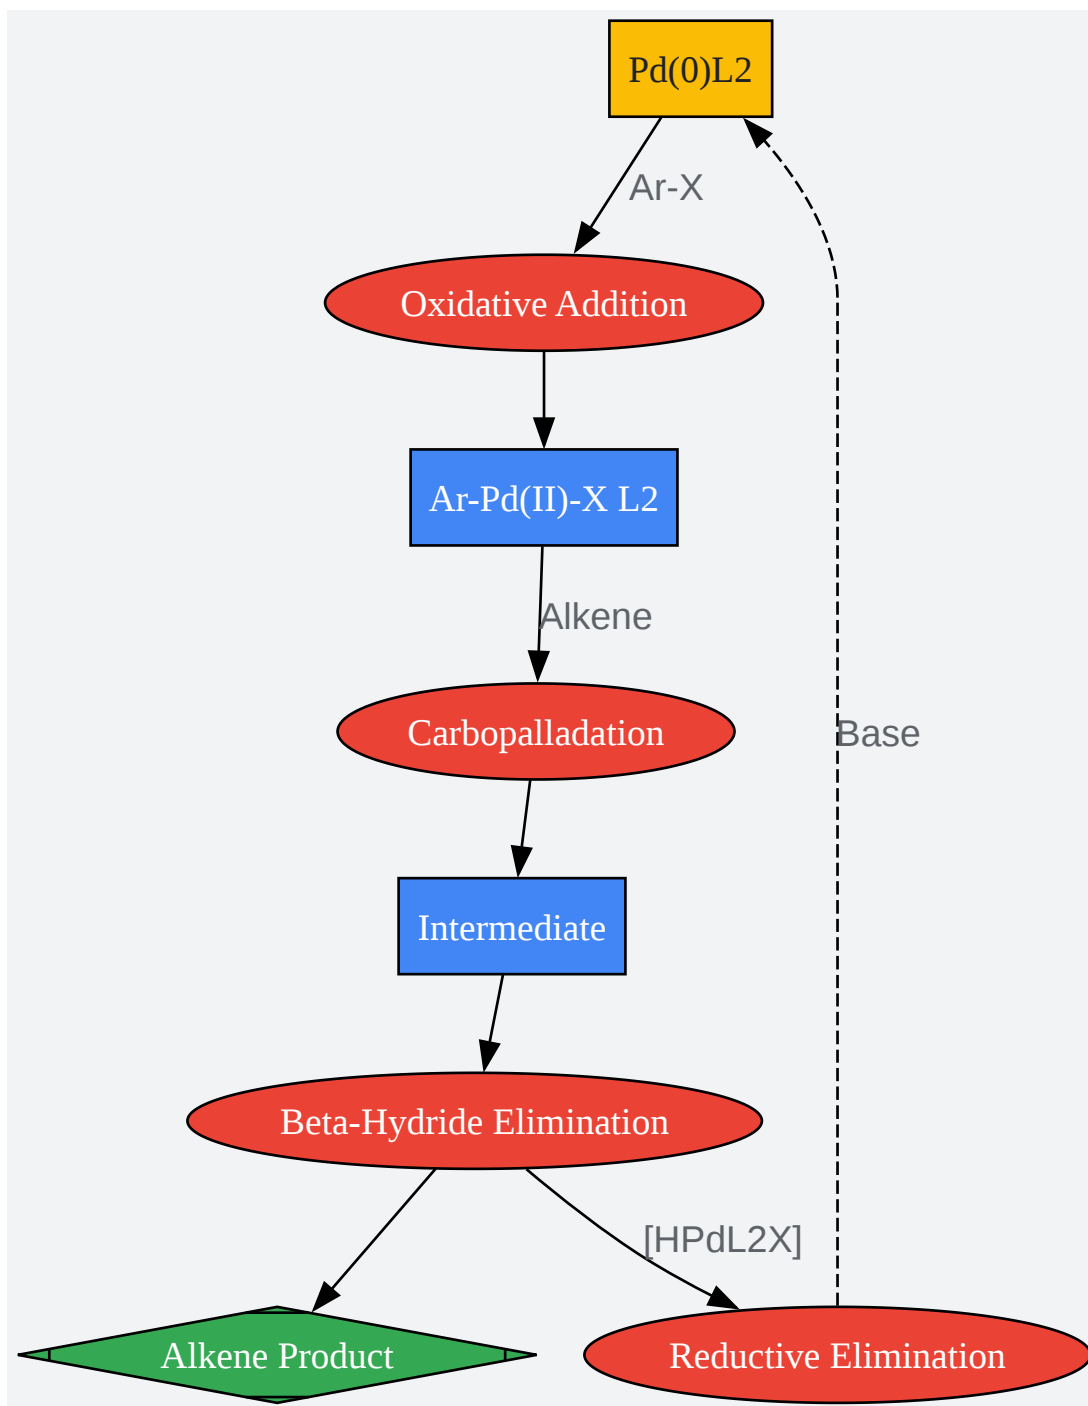 Pd(0)L2
Ar-X
Oxidative Addition
Ar-Pd(II)-X L2
Alkene
Carbopalladation
Base
Intermediate
Beta-Hydride Elimination
[HPdL2X]
Alkene Product
Reductive Elimination